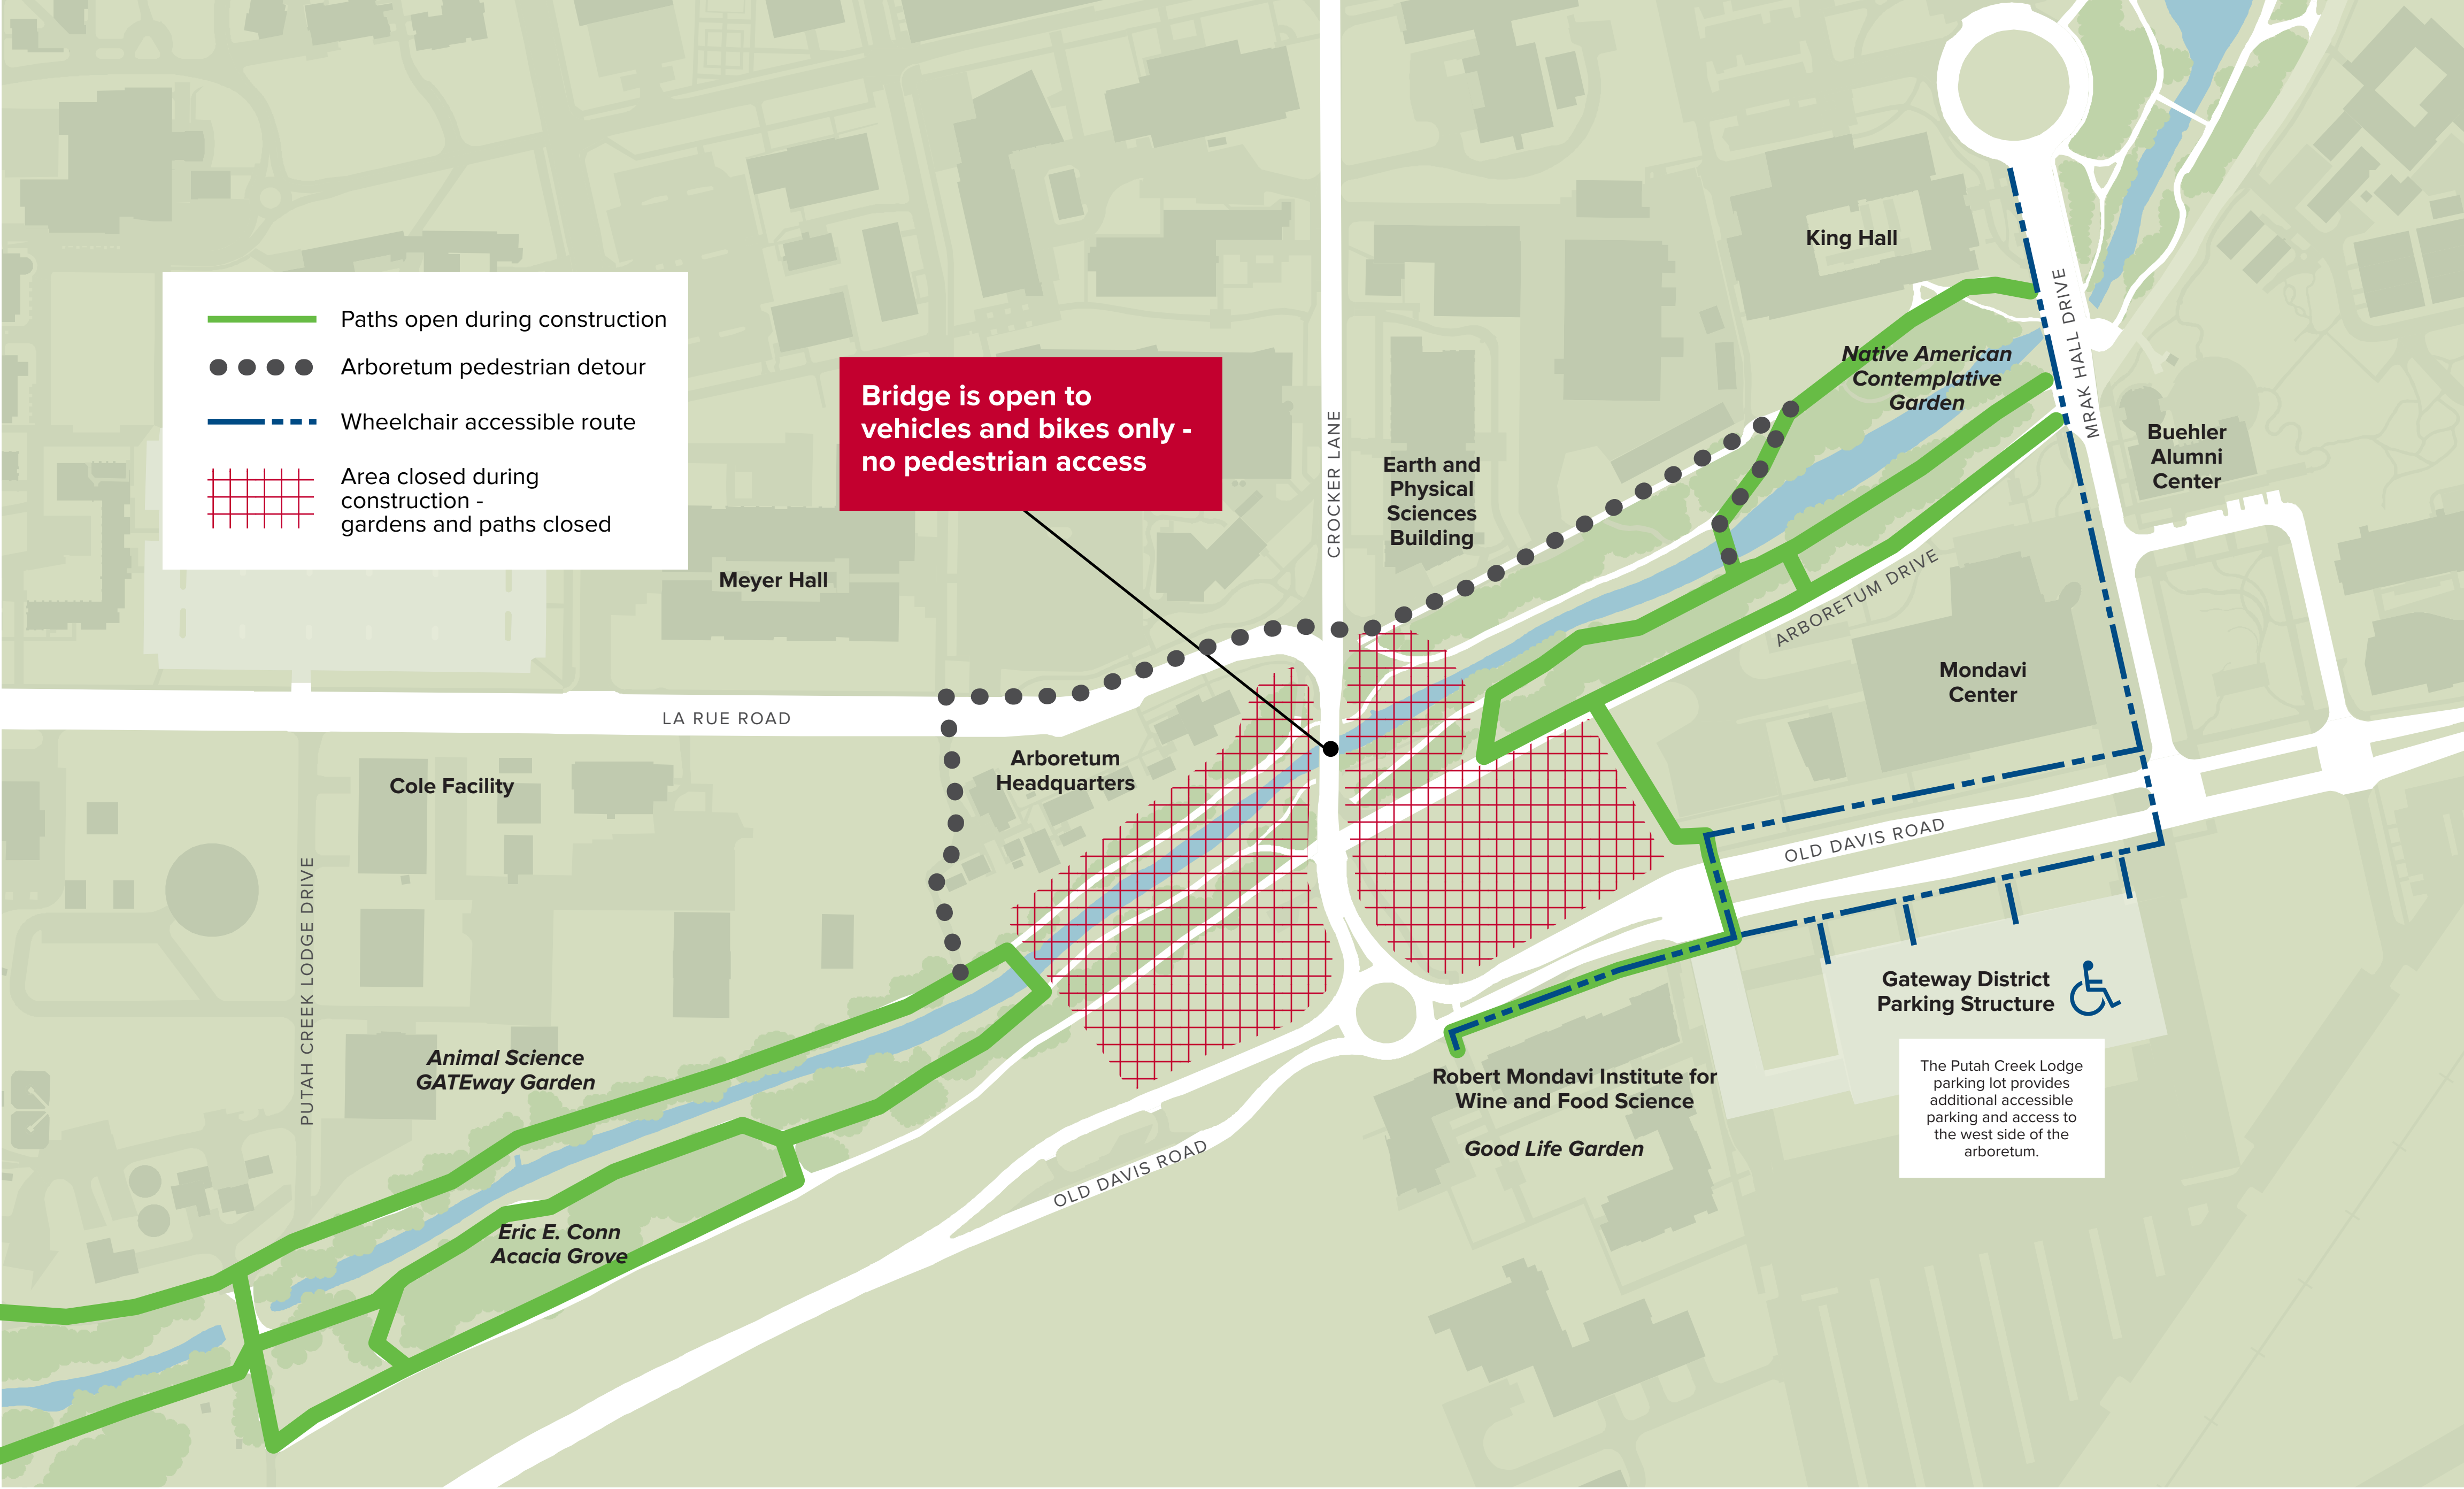 Paths open during construction
Arboretum pedestrian detour
Wheelchair accessible route
Area closed during
construction -
gardens and paths closed
Bridge is open to
vehicles and bikes only -
no pedestrian access
King Hall
MRAK HALL DRIVE
Native American
Contemplative
Garden
Buehler
Alumni
Center
CROCKER LANE
Earth and
Physical
Sciences
Building
Meyer Hall
ARBORETUM DRIVE
Mondavi
Center
LA RUE ROAD
Arboretum
Headquarters
Cole Facility
OLD DAVIS ROAD
PUTAH CREEK LODGE DRIVE
Gateway District
Parking Structure
Animal Science
GATEway Garden
Robert Mondavi Institute for
Wine and Food Science
Good Life Garden
The Putah Creek Lodge
parking lot provides
additional accessible
parking and access to
the west side of the
arboretum.
OLD DAVIS ROAD
Eric E. Conn
Acacia Grove